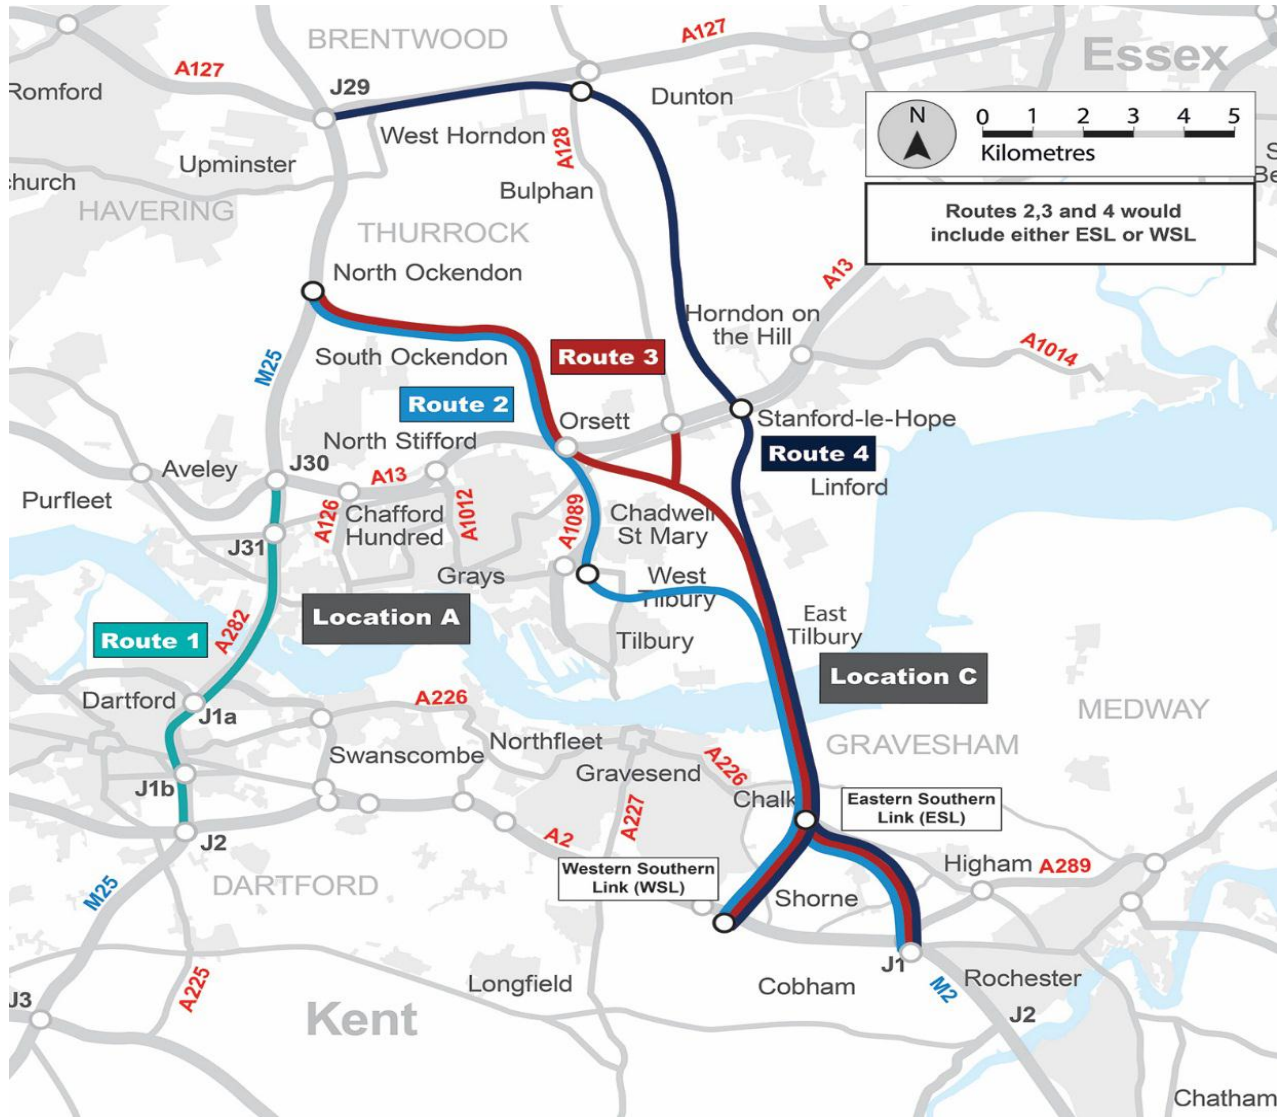 BRENTWOOD
A127
Essex
A127
J29
Romford
Dunton
West Horndon
N
0 1 2 3 4 5
Kilometres
A128
Upminster
church
Bulphan
HAVERING
THURROCK
Routes 2,3 and 4 would
include either ESL or WSL
North Ockendon
A13
Horndon on
the Hill
A1014
M25
South Ockendon
Route 3
Route 2
Orsett
Stanford-le-Hope
North Stifford
Route 4
Aveley
J30
A13
Linford
Purfleet
A126
Chafford
Hundred
A1012
A1089
Chadwell
St Mary
J31
Grays
West
Tilbury
Location A
East
Tilbury
Route 1
A282
Tilbury
Location C
Dartford
J1a
A226
MEDWAY
Swanscombe
Northfleet
GRAVESHAM
Gravesend
A226
J1b
Chalk
Eastern Southern
Link (ESL)
A227
J2
A2
Western Southern
Link (WSL)
Higham
A289
M25
DARTFORD
Shorne
J1
A225
Longfield
Cobham
M2
Rochester
J3
Kent
J2
Chatham